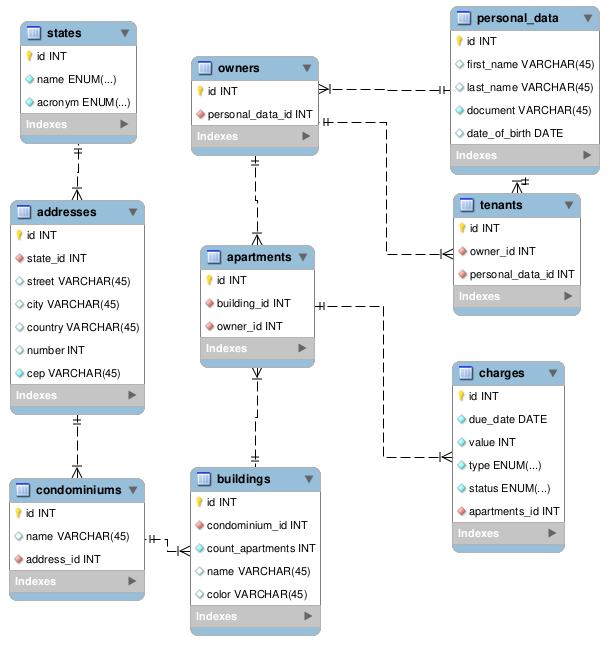 states
id INT
name ENUM(...)
acronym ENUM(...)
Indexes
addresses
id INT
state_id INT
street VARCHAR(45)
city VARCHAR(45)
country VARCHAR(45)
number INT
cep VARCHAR(45)
Indexes
condominiums
id INT
name VARCHAR(45)
address_id INT
Indexes
owners
id INT
personal_data_id INT
Indexes
apartments
id INT
building_id INT
owner_id INT
Indexes
buildings
id INT
condominium_id INT
count_apartments INT
name VARCHAR(45)
color VARCHAR(45)
Indexes
personal_data
id INT
first_name VARCHAR(45)
last_name VARCHAR(45)
document VARCHAR(45)
date_of_birth DATE
Indexes
tenants
id INT
owner_id INT
personal_data_id INT
Indexes
charges
id INT
due_date DATE
value INT
type ENUM(...)
status ENUM(...)
apartments_id INT
Indexes